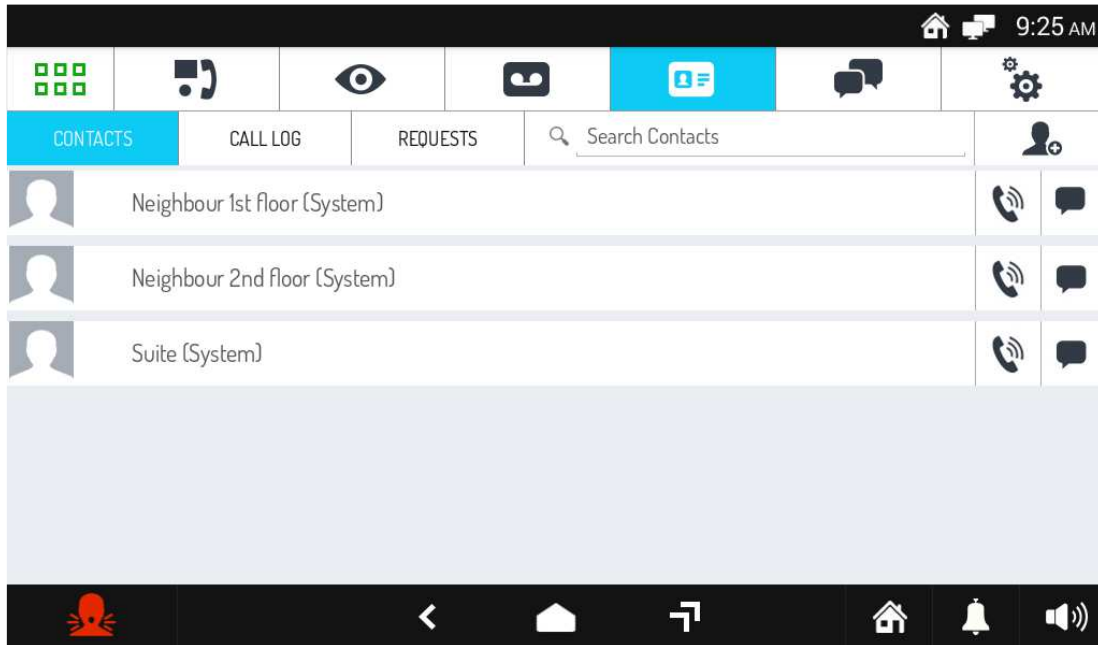 9:25 AM
CONTACTS
CALL LOG
REQUESTS
Search Contacts
Neighbour 1st floor (System)
Neighbour 2nd floor (System)
Suite (System)